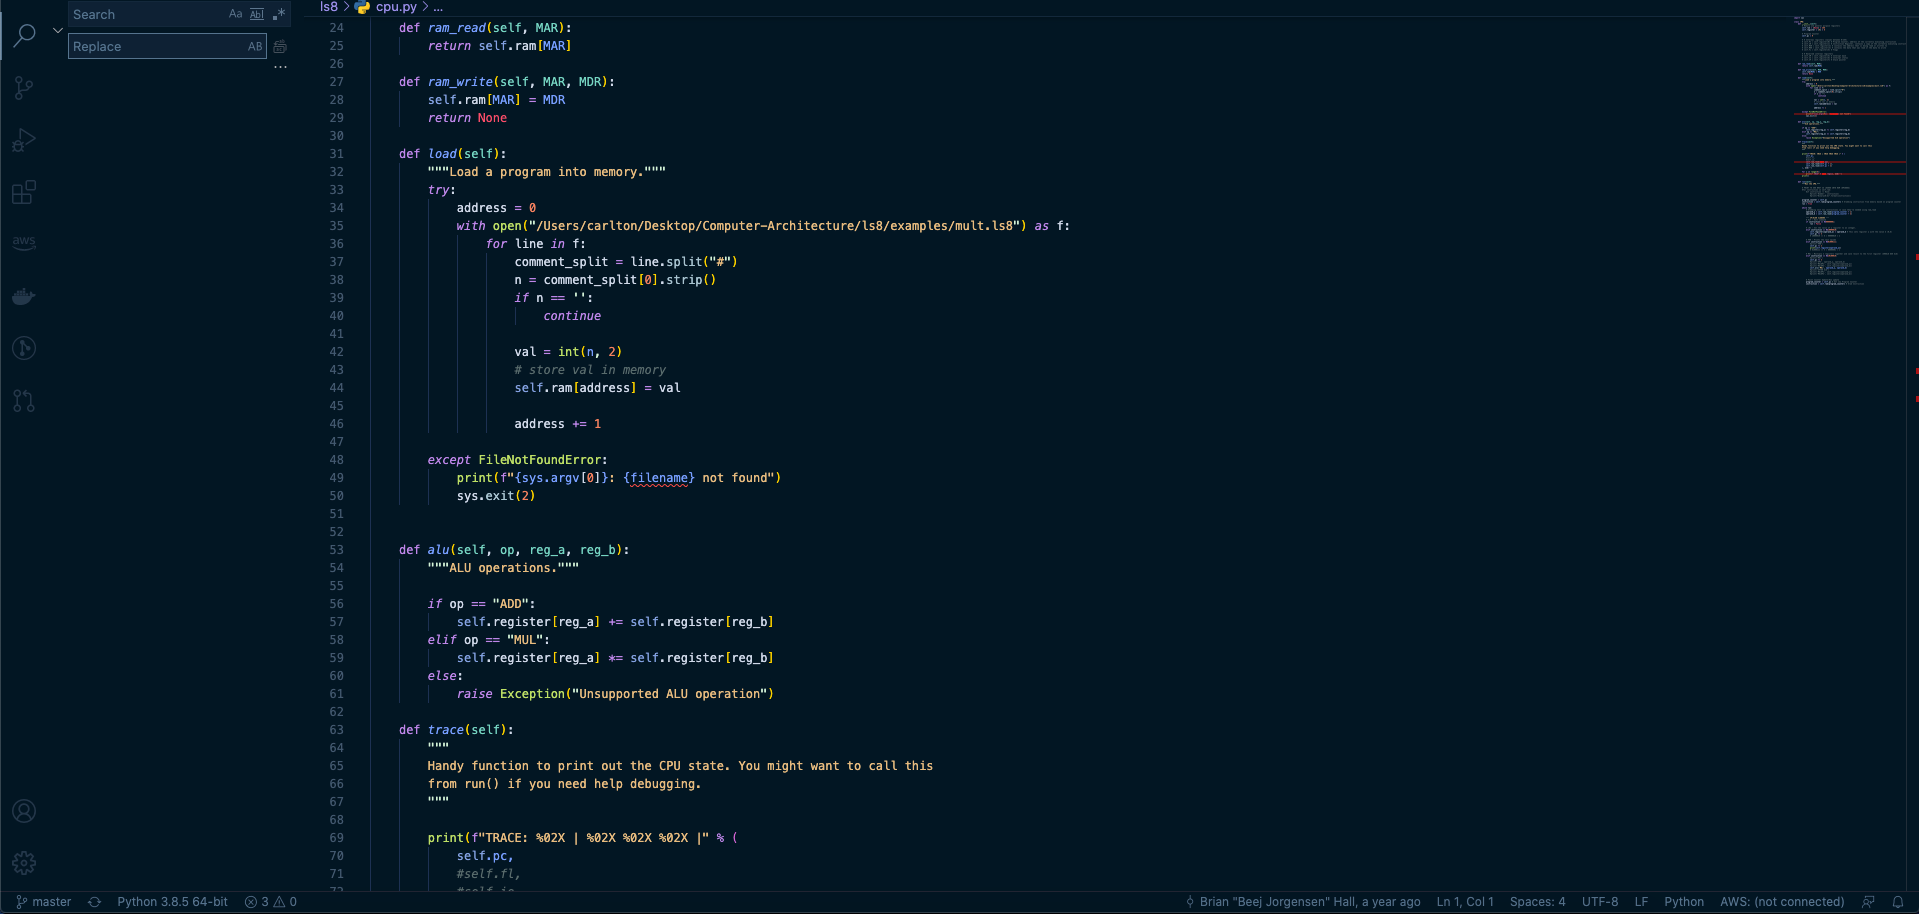 Search Aa Abl .*
Replace AB
...
ls8 > cpu.py > ...
24 def ram_read(self, MAR):
25 return self.ram[MAR]
26
27 def ram_write(self, MAR, MDR):
28 self.ram[MAR] = MDR
29 return None
30
31 def load(self):
32 """Load a program into memory."""
33 try:
34 address = 0
35 with open("/Users/carlton/Desktop/Computer-Architecture/ls8/examples/mult.ls8") as f:
36 for line in f:
37 comment_split = line.split("#")
38 n = comment_split[0].strip()
39 if n == '':
40 continue
41
42 val = int(n, 2)
43 # store val in memory
44 self.ram[address] = val
45
46 address += 1
47
48 except FileNotFoundError:
49 print(f"{sys.argv[0]}: {filename} not found")
50 sys.exit(2)
51
52
53 def alu(self, op, reg_a, reg_b):
54 """ALU operations."""
55
56 if op == "ADD":
57 self.register[reg_a] += self.register[reg_b]
58 elif op == "MUL":
59 self.register[reg_a] *= self.register[reg_b]
60 else:
61 raise Exception("Unsupported ALU operation")
62
63 def trace(self):
64 """
65 Handy function to print out the CPU state. You might want to call this
66 from run() if you need help debugging.
67 """
68
69 print(f"TRACE: %02X | %02X %02X %02X |" % (
70 self.pc,
71 #self.fl,
72 #self.ie
aws
master Python 3.8.5 64-bit 3 0 Brian "Beej Jorgensen" Hall, a year ago Ln 1, Col 1 Spaces: 4 UTF-8 LF Python AWS: (not connected)